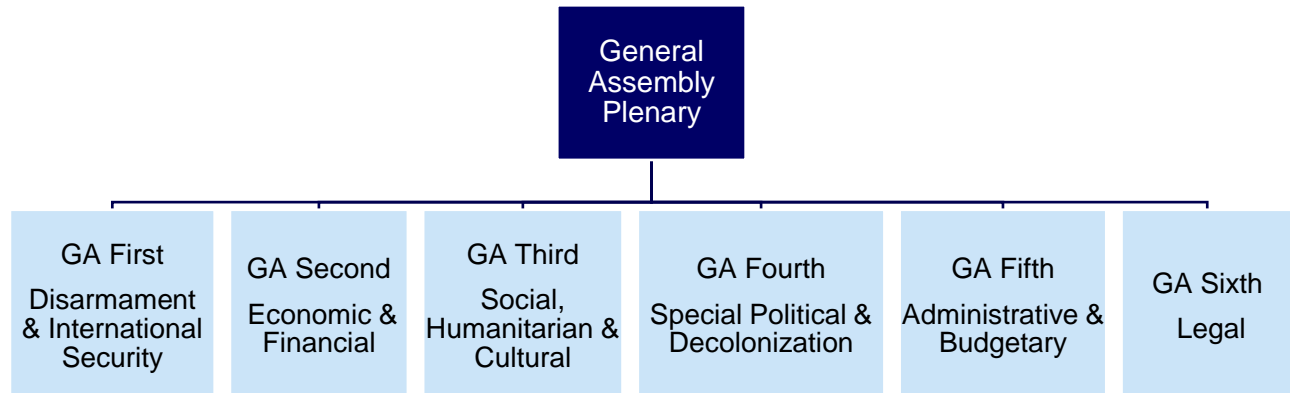 General
Assembly
Plenary
GA First
Disarmament
& International
Security
GA Second
Economic &
Financial
GA Third
Social,
Humanitarian &
Cultural
GA Fourth
Special Political &
Decolonization
GA Fifth
Administrative &
Budgetary
GA Sixth
Legal